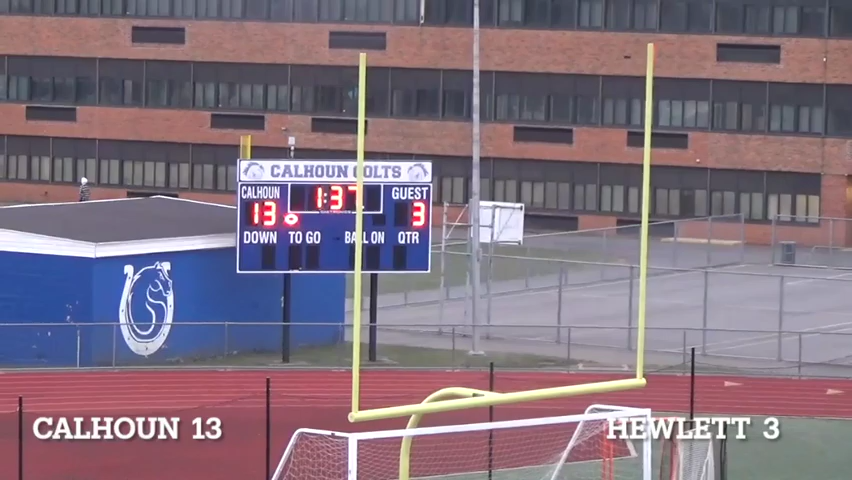 CALHOUN COLTS
CALHOUN 1:37 GUEST
13 3
DOWN TO GO BALL ON QTR
CALHOUN 13 HEWLETT 3